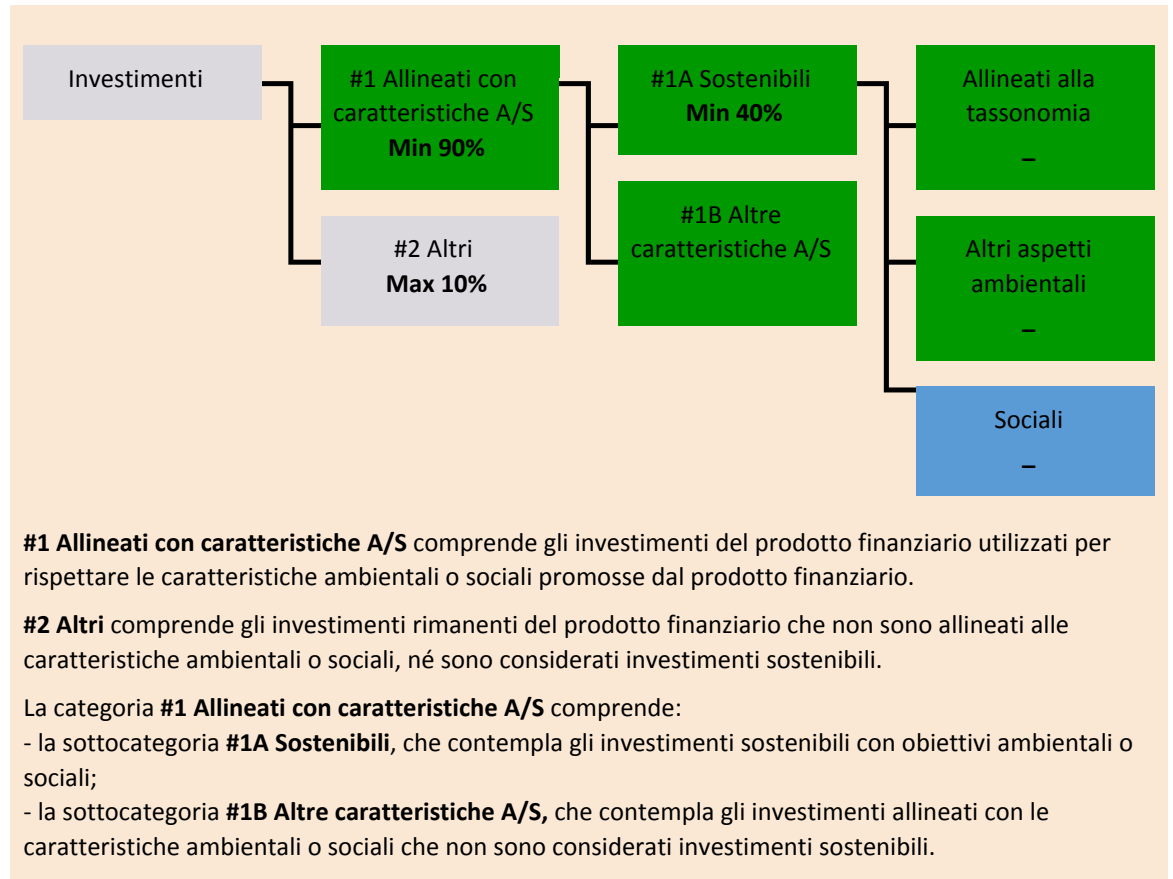 Investimenti
#1 Allineati con
caratteristiche A/S
Min 90%
#2 Altri
Max 10%
#1A Sostenibili
Min 40%
#1B Altre
caratteristiche A/S
Allineati alla
tassonomia
–
Altri aspetti
ambientali
–
Sociali
–
#1 Allineati con caratteristiche A/S comprende gli investimenti del prodotto finanziario utilizzati per
rispettare le caratteristiche ambientali o sociali promosse dal prodotto finanziario.
#2 Altri comprende gli investimenti rimanenti del prodotto finanziario che non sono allineati alle
caratteristiche ambientali o sociali, né sono considerati investimenti sostenibili.
La categoria #1 Allineati con caratteristiche A/S comprende:
- la sottocategoria #1A Sostenibili, che contempla gli investimenti sostenibili con obiettivi ambientali o
sociali;
- la sottocategoria #1B Altre caratteristiche A/S, che contempla gli investimenti allineati con le
caratteristiche ambientali o sociali che non sono considerati investimenti sostenibili.